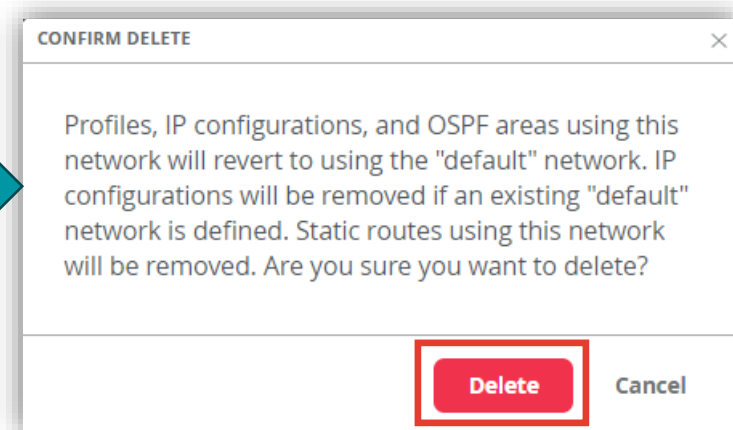 CONFIRM DELETE
Profiles, IP configurations, and OSPF areas using this
network will revert to using the "default" network. IP
configurations will be removed if an existing "default"
network is defined. Static routes using this network
will be removed. Are you sure you want to delete?
Delete Cancel